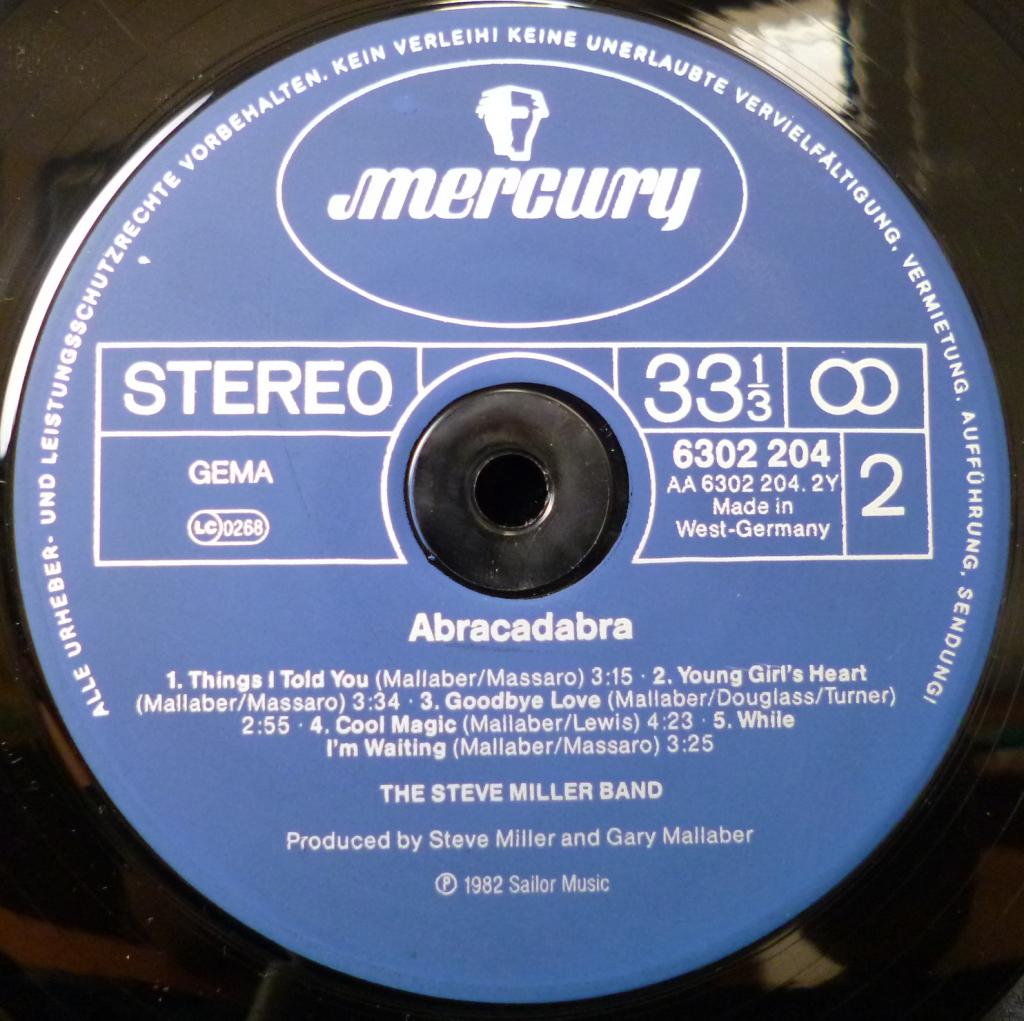 ALLE URHEBER- UND LEISTUNGSSCHUTZRECHTE VORBEHALTEN. KEIN VERLEIH! KEINE UNERLAUBTE VERVIELFÄLTIGUNG, VERMIETUNG, AUFFÜHRUNG, SENDUNG!
mercury
STEREO
33 1/3
GEMA
LC 0268
6302 204
AA 6302 204.2Y
Made in
West-Germany
2
Abracadabra
1. Things I Told You (Mallaber/Massaro) 3:15 · 2. Young Girl's Heart
(Mallaber/Massaro) 3:34 · 3. Goodbye Love (Mallaber/Douglass/Turner)
2:55 · 4. Cool Magic (Mallaber/Lewis) 4:23 · 5. While
I'm Waiting (Mallaber/Massaro) 3:25
THE STEVE MILLER BAND
Produced by Steve Miller and Gary Mallaber
℗ 1982 Sailor Music